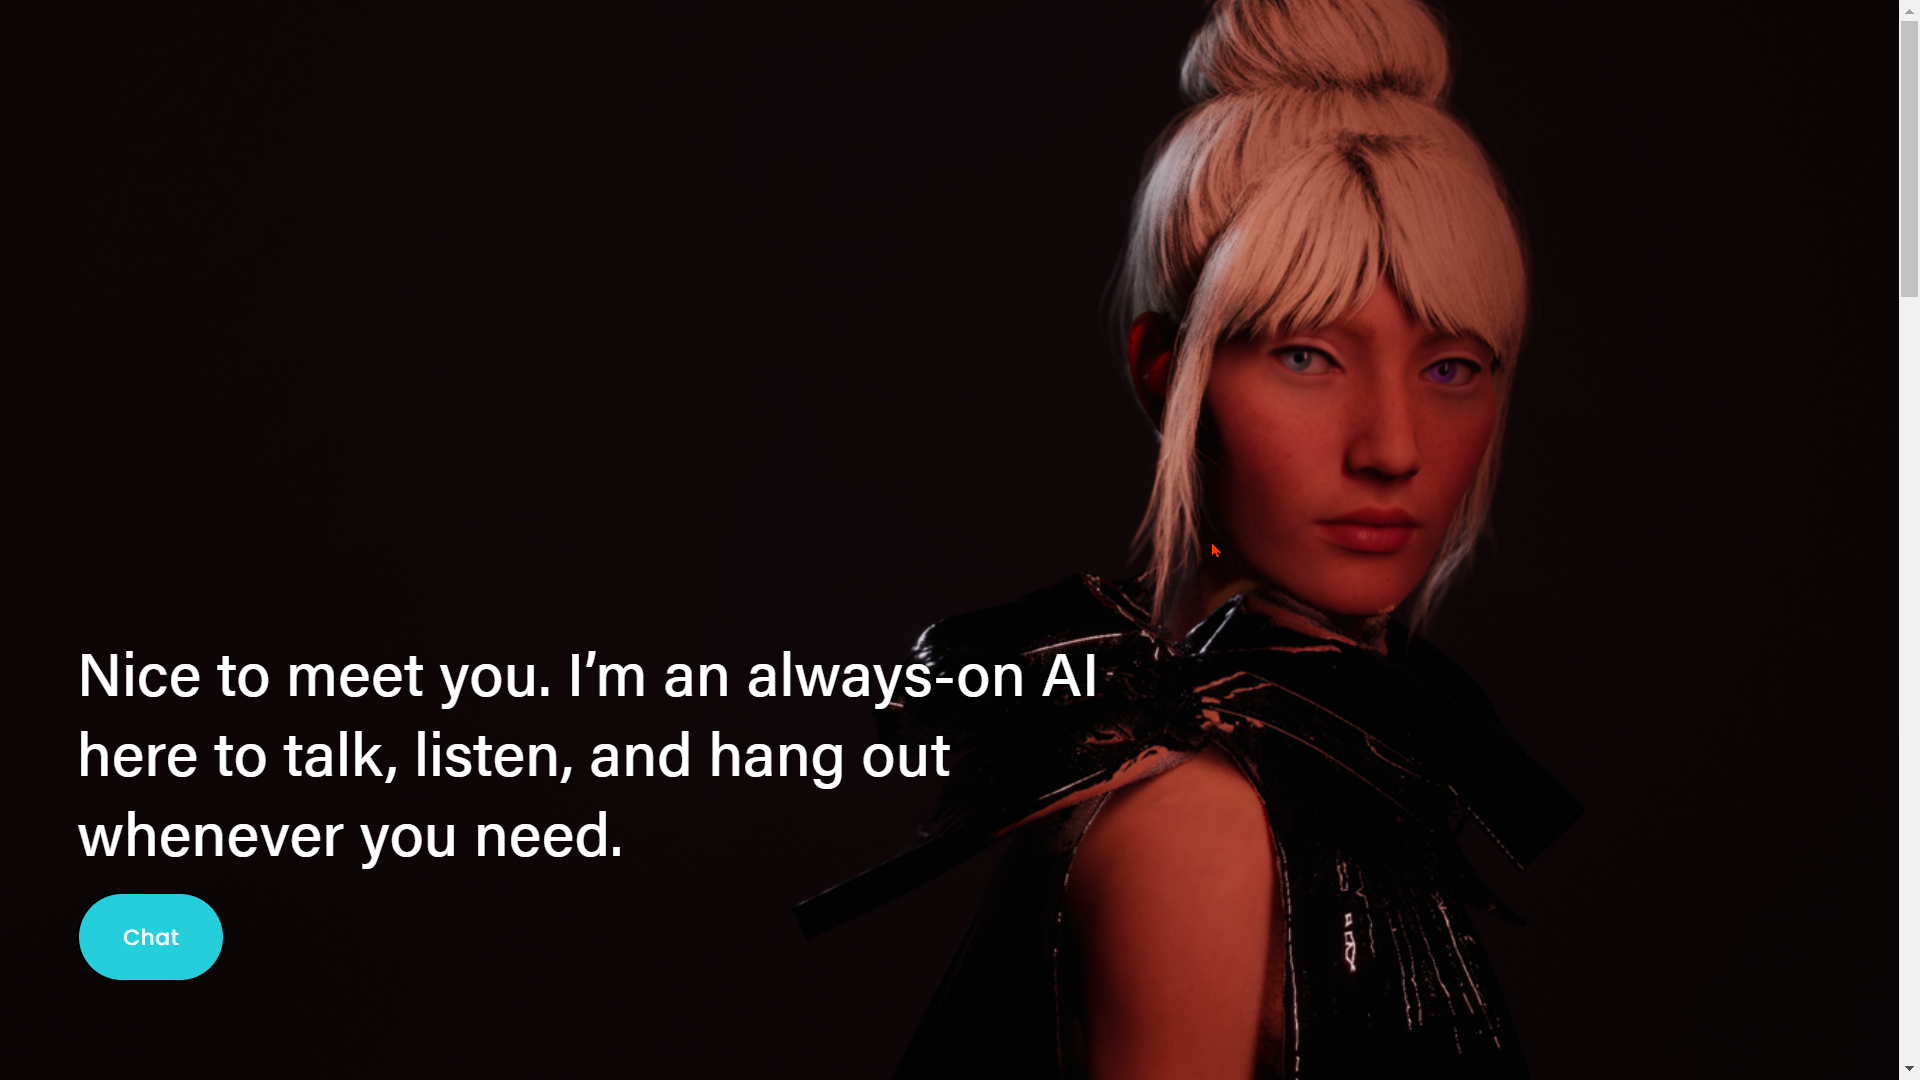 Nice to meet you. I’m an always-on AI
here to talk, listen, and hang out
whenever you need.
Chat